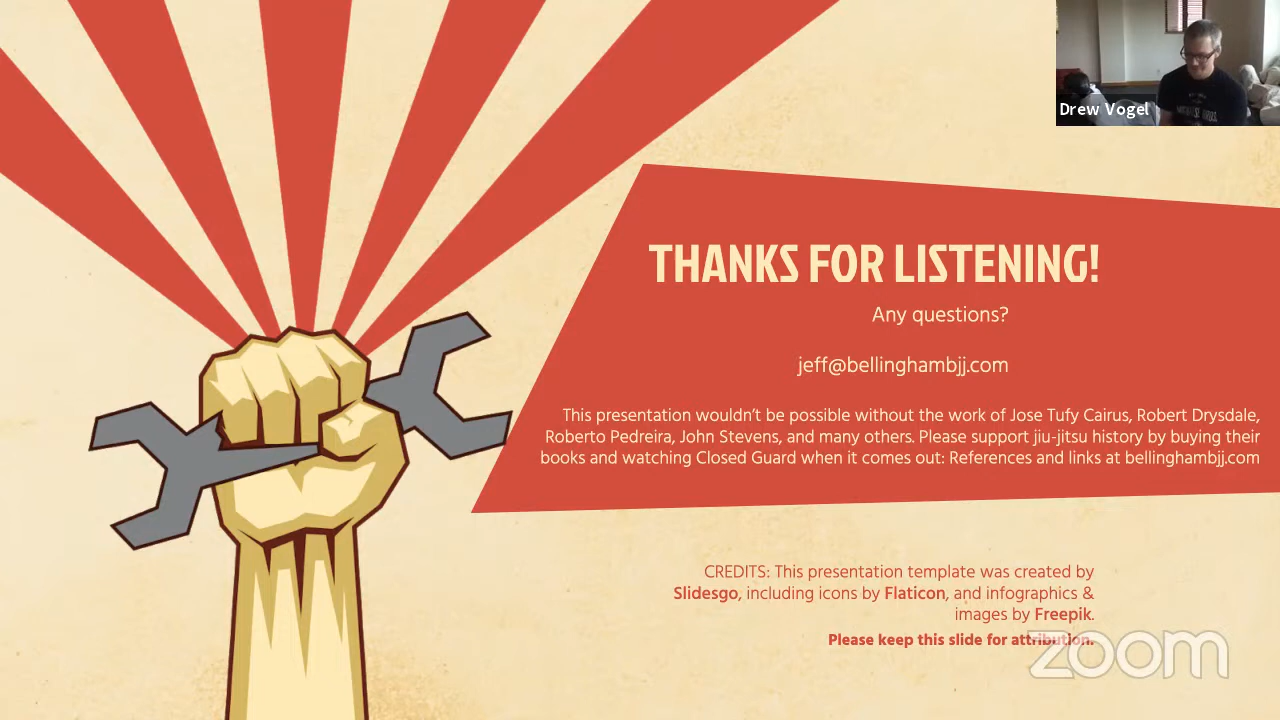 Drew Vogel
THANKS FOR LISTENING!
Any questions?
jeff@bellinghambjj.com
This presentation wouldn't be possible without the work of Jose Tufy Cairus, Robert Drysdale,
Roberto Pedreira, John Stevens, and many others. Please support jiu-jitsu history by buying their
books and watching Closed Guard when it comes out: References and links at bellinghambjj.com
CREDITS: This presentation template was created by
Slidesgo, including icons by Flaticon, and infographics &
images by Freepik.
Please keep this slide for attribution.
zoom